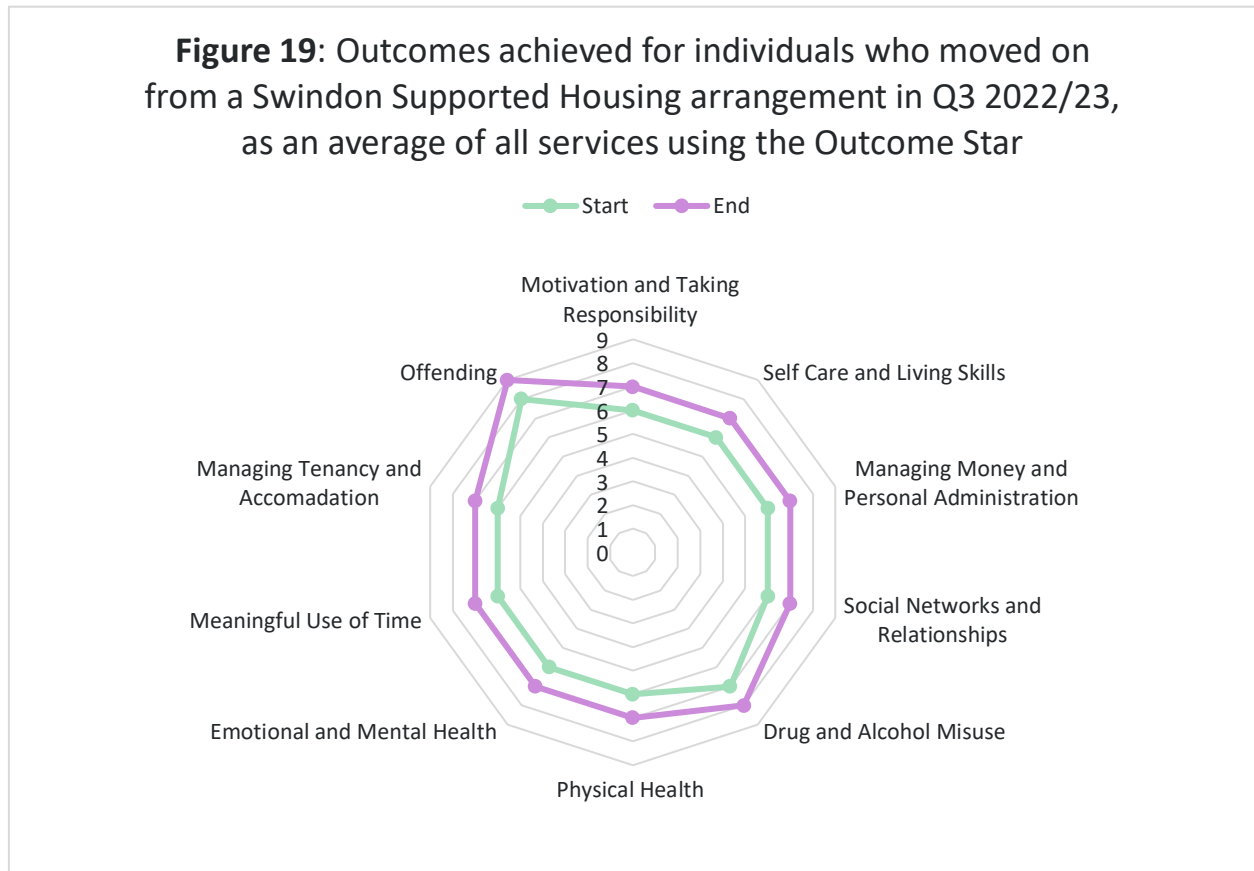 Figure 19: Outcomes achieved for individuals who moved on
from a Swindon Supported Housing arrangement in Q3 2022/23,
as an average of all services using the Outcome Star
Start End
Motivation and Taking
Responsibility
9
8
7
6
5
4
3
2
1
0
Self Care and Living Skills
Managing Money and
Personal Administration
Social Networks and
Relationships
Drug and Alcohol Misuse
Physical Health
Emotional and Mental Health
Meaningful Use of Time
Managing Tenancy and
Accomadation
Offending